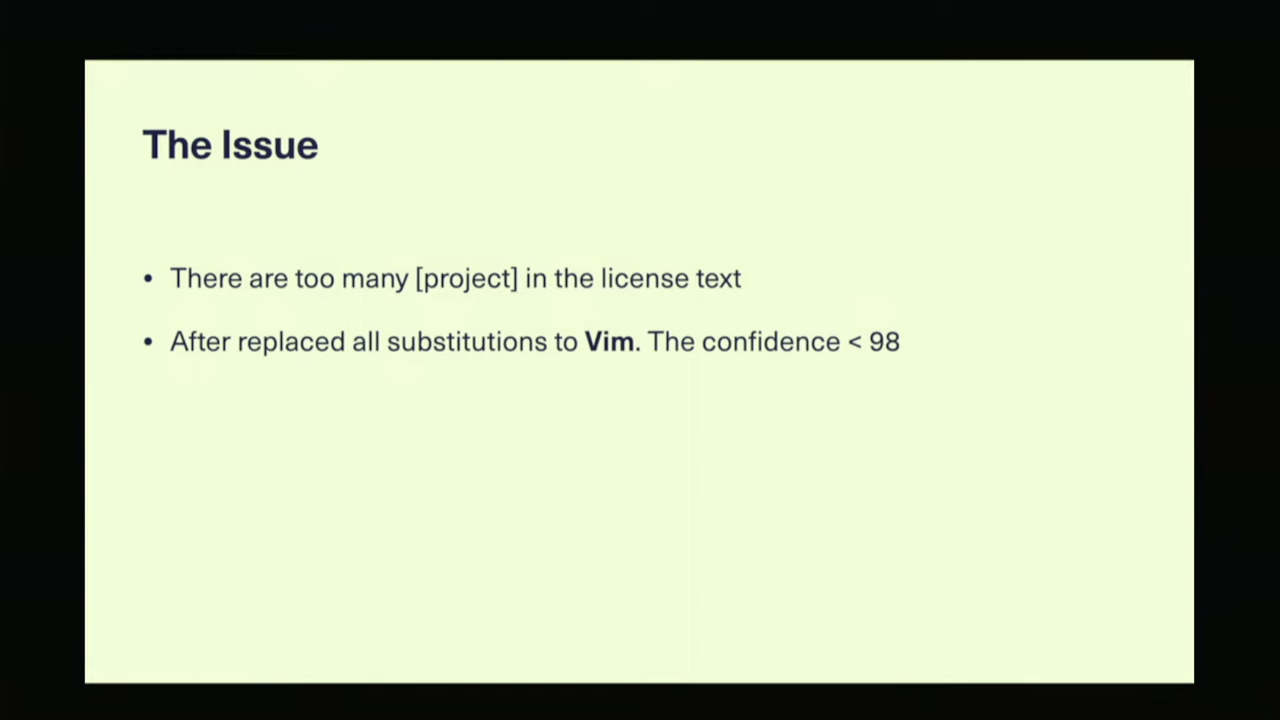 The Issue
• There are too many [project] in the license text
• After replaced all substitutions to Vim. The confidence < 98